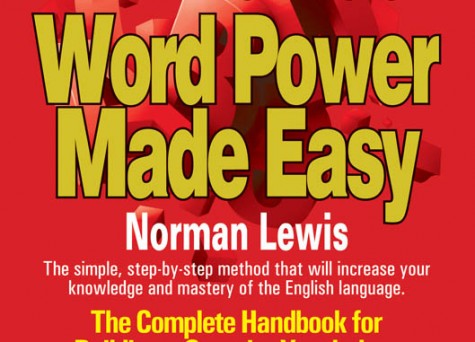 Word Power
Made Easy
Norman Lewis
The simple, step-by-step method that will increase your
knowledge and mastery of the English language.
The Complete Handbook for